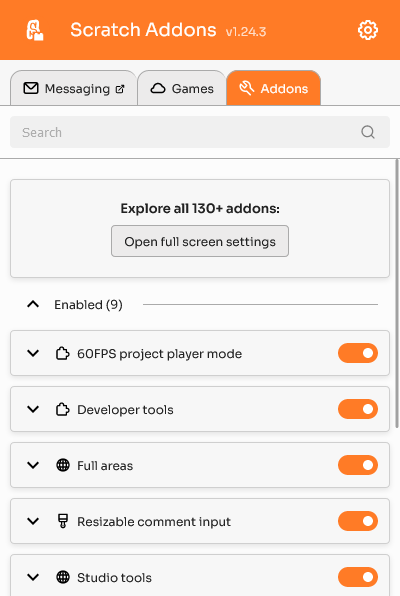 Scratch Addons v1.24.3
Messaging Games Addons
Search
Explore all 130+ addons:
Open full screen settings
Enabled (9)
60FPS project player mode
Developer tools
Full areas
Resizable comment input
Studio tools